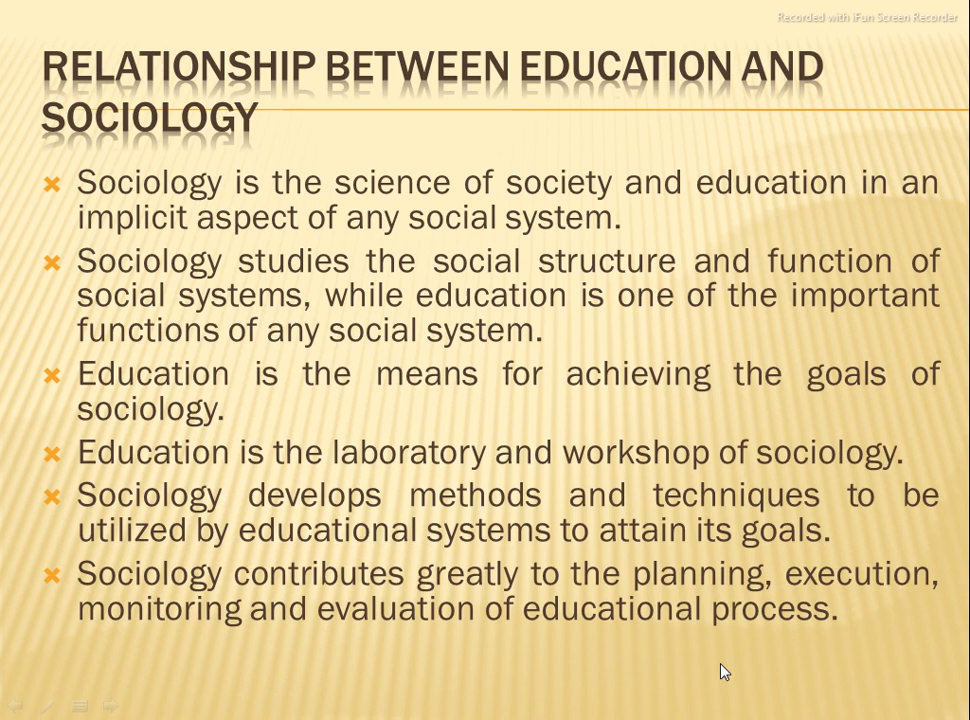 Recorded with iFun Screen Recorder
RELATIONSHIP BETWEEN EDUCATION AND
SOCIOLOGY
Sociology is the science of society and education in an
implicit aspect of any social system.
Sociology studies the social structure and function of
social systems, while education is one of the important
functions of any social system.
Education is the means for achieving the goals of
sociology.
Education is the laboratory and workshop of sociology.
Sociology develops methods and techniques to be
utilized by educational systems to attain its goals.
Sociology contributes greatly to the planning, execution,
monitoring and evaluation of educational process.